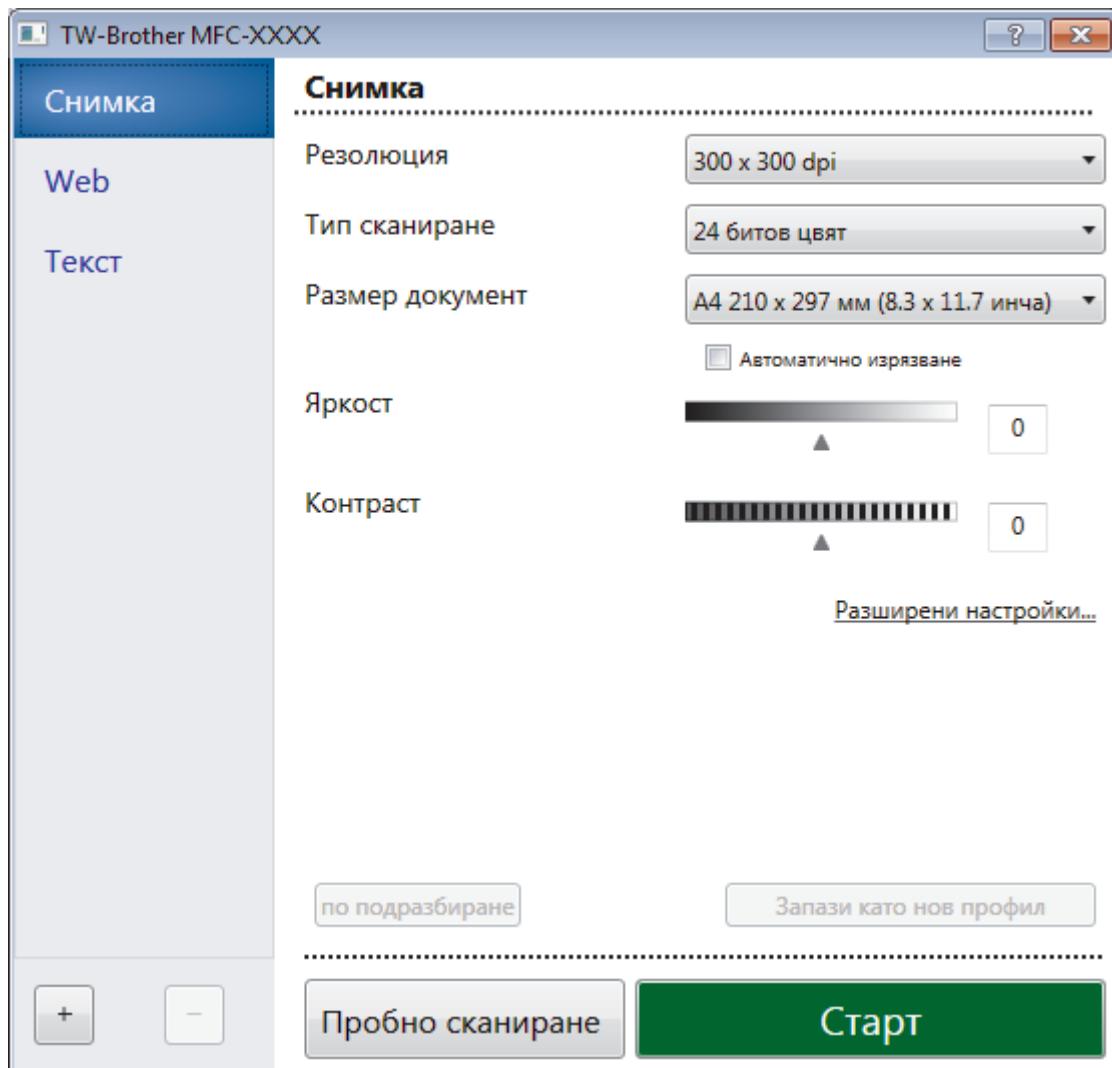 TW-Brother MFC-XXXX
Снимка
Web
Текст
Снимка
Резолюция
300 x 300 dpi
Тип сканиране
24 битов цвят
Размер документ
A4 210 x 297 мм (8.3 x 11.7 инча)
Автоматично изрязване
Яркост
0
Контраст
0
Разширени настройки...
по подразбиране
Запази като нов профил
+
−
Пробно сканиране
Старт